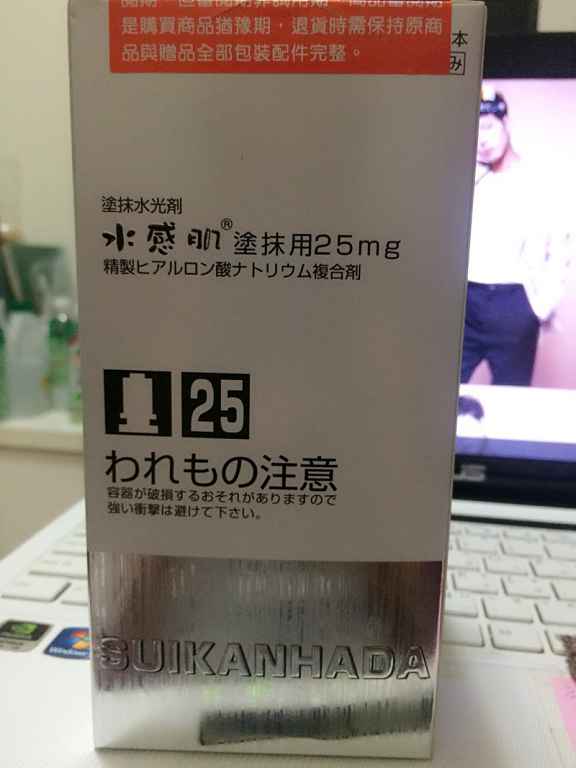 是購買商品猶豫期，退貨時需保持原商
品與贈品全部包裝配件完整。
本
み
塗抹水光劑
水感肌® 塗抹用25mg
精製ヒアルロン酸ナトリウム複合劑
25
われもの注意
容器が破損するおそれがありますので
強い衝撃は避けて下さい。
SUIKANHADA